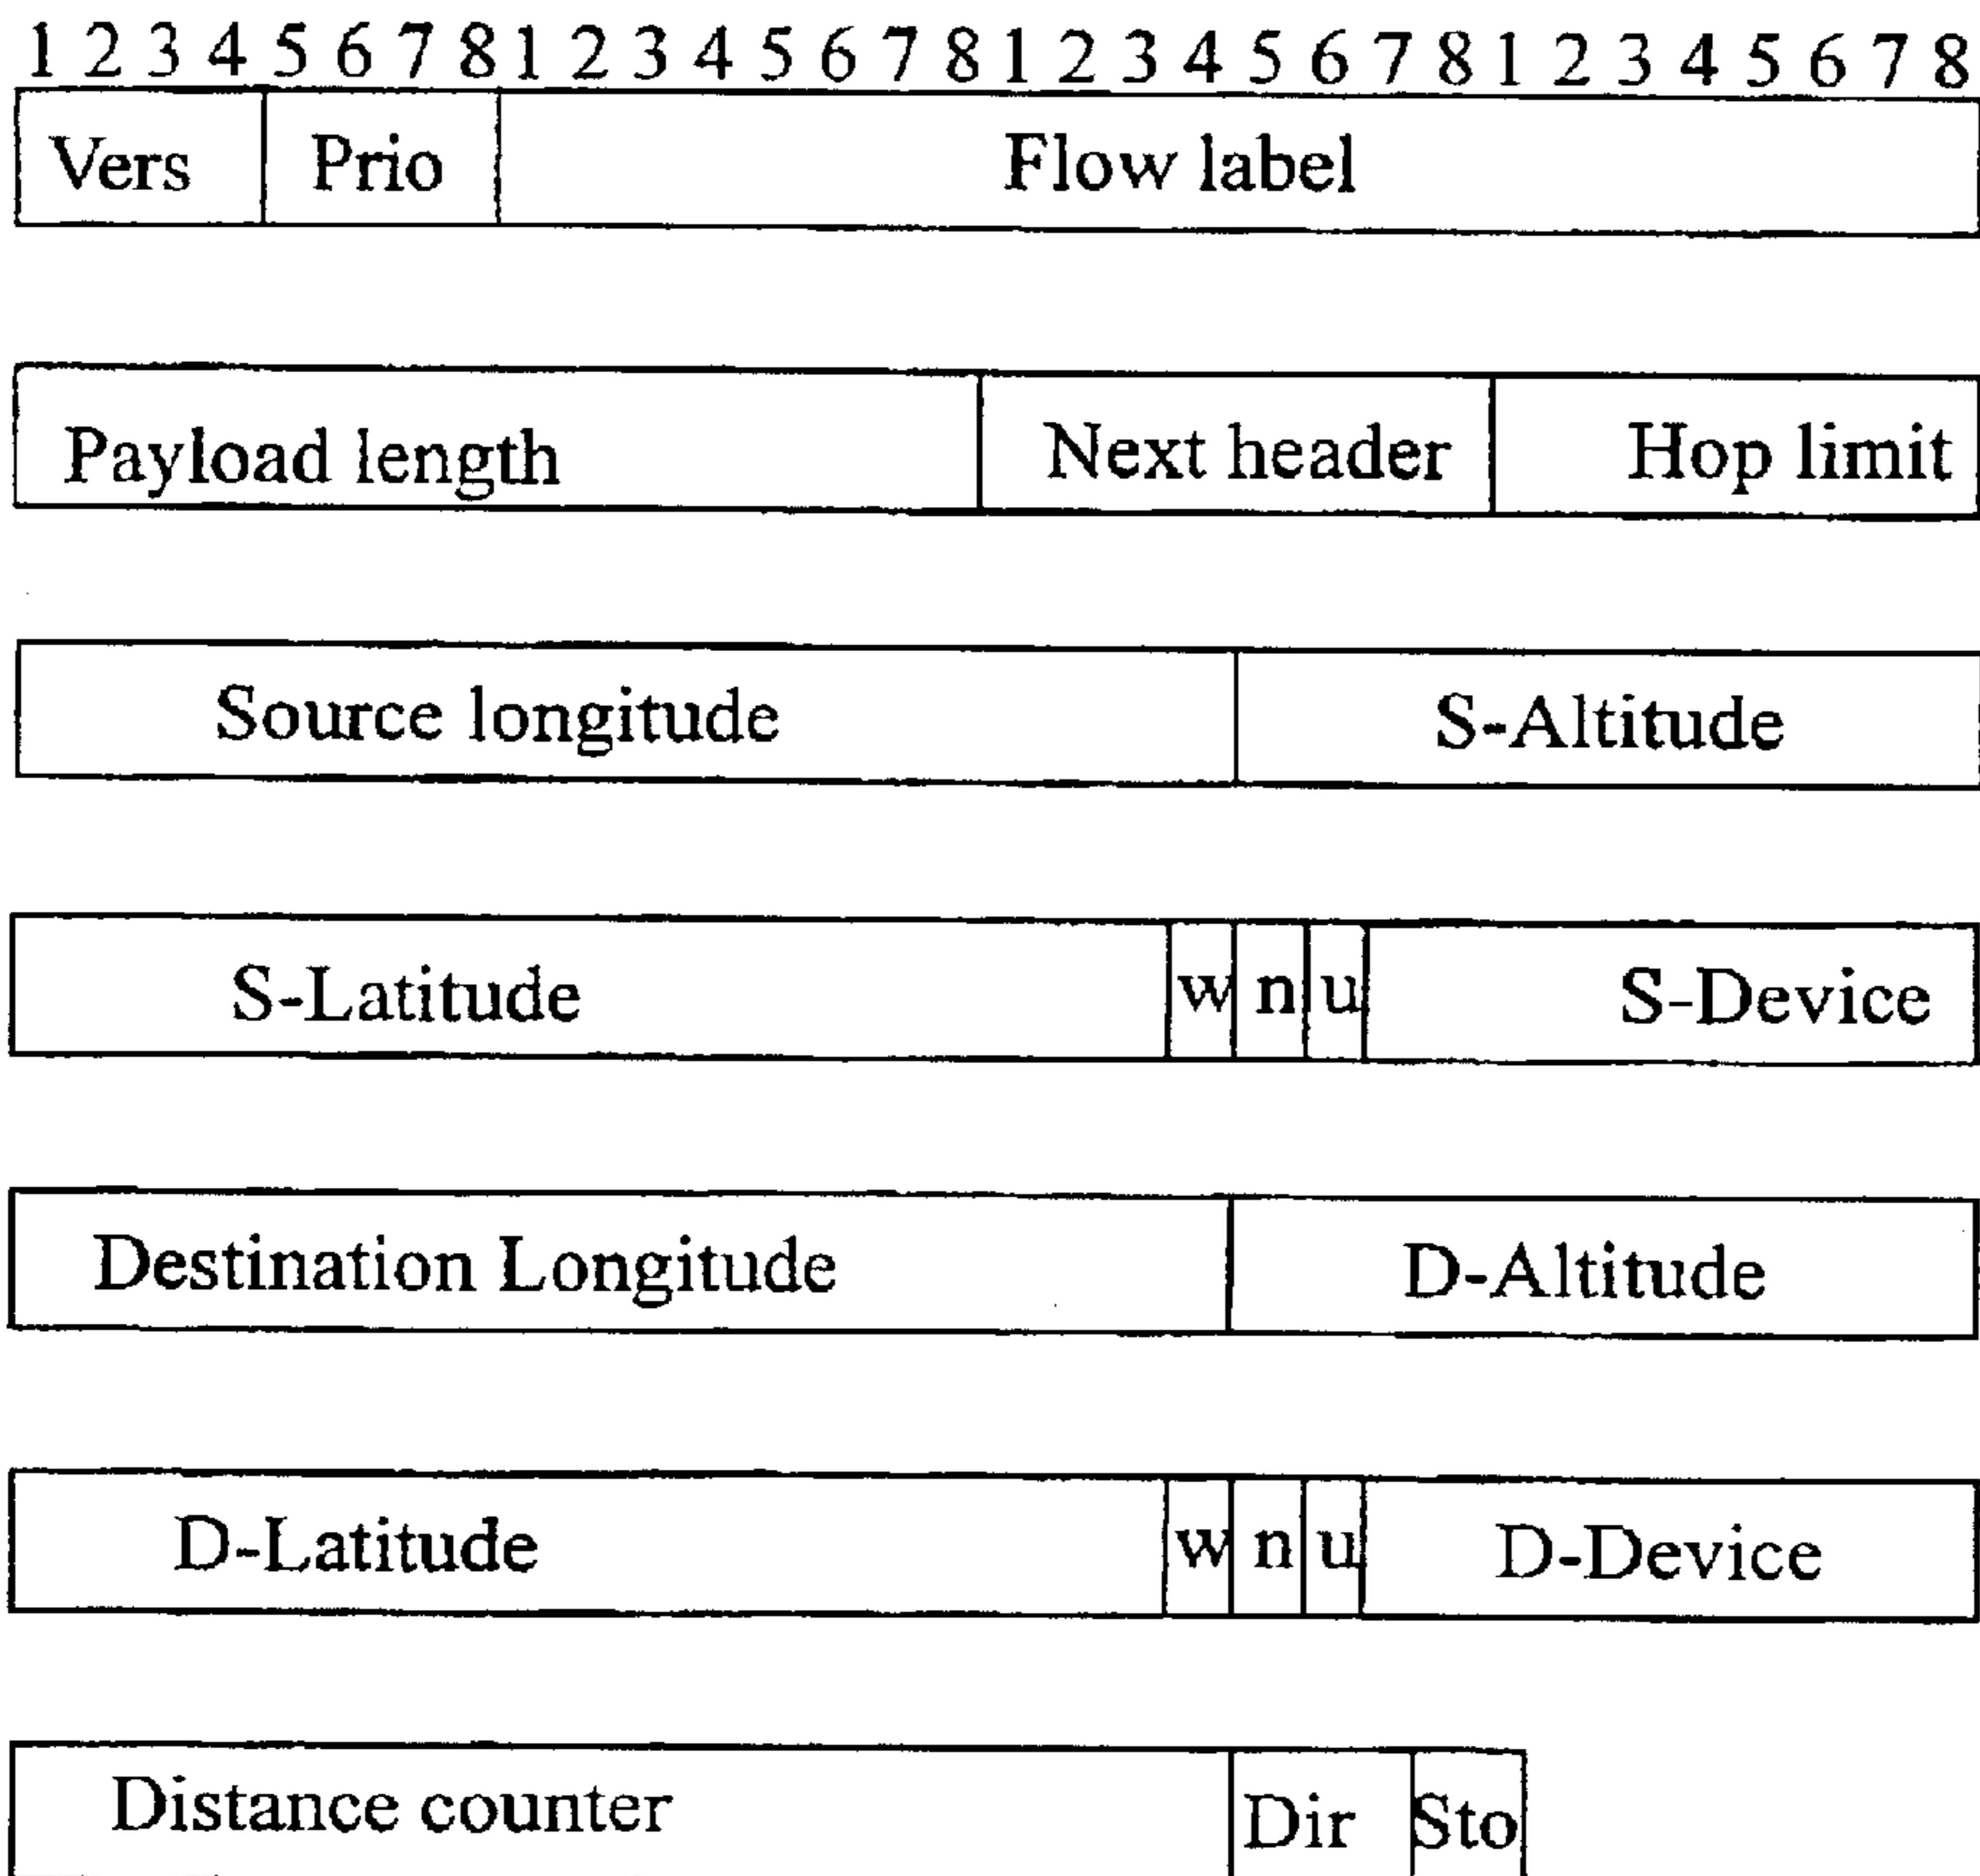 1 2 3 4 5 6 7 8 1 2 3 4 5 6 7 8 1 2 3 4 5 6 7 8 1 2 3 4 5 6 7 8
Vers Prio Flow label
Payload length Next header Hop limit
Source longitude S-Altitude
S-Latitude w n u S-Device
Destination Longitude D-Altitude
D-Latitude w n u D-Device
Distance counter Dir Sto